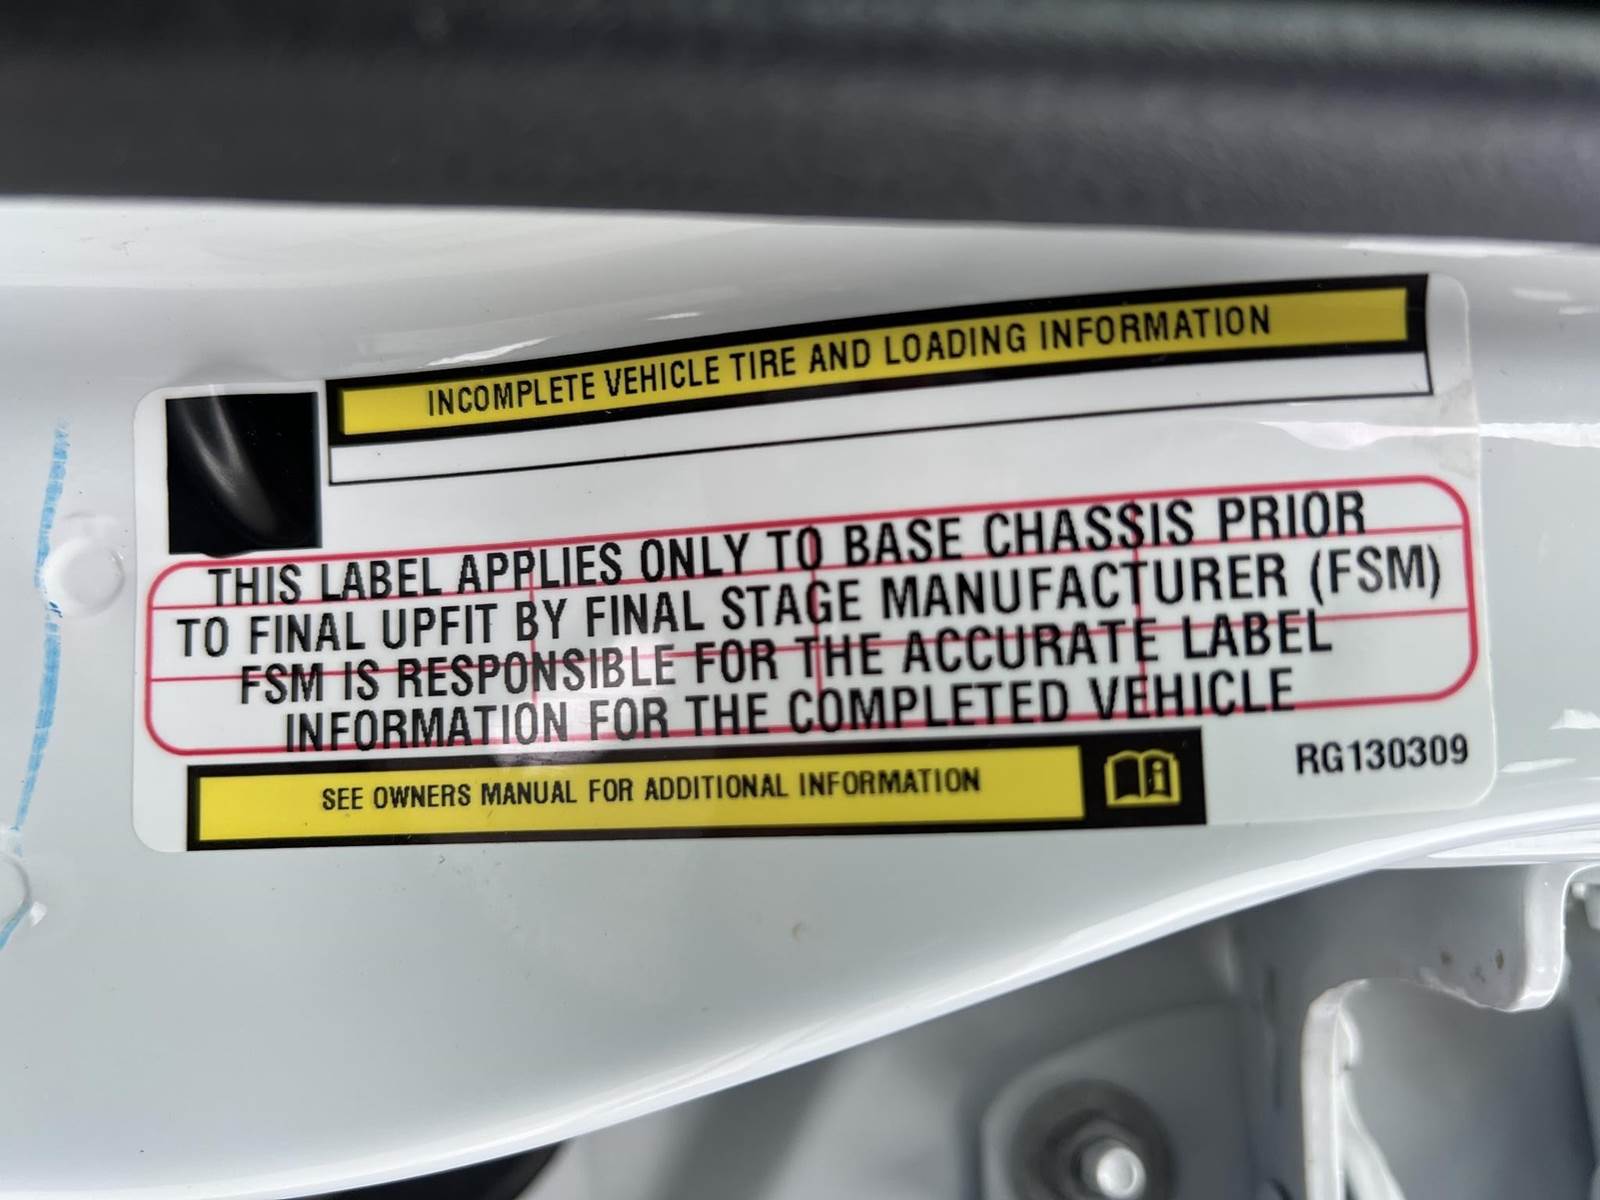 INCOMPLETE VEHICLE TIRE AND LOADING INFORMATION
THIS LABEL APPLIES ONLY TO BASE CHASSIS PRIOR
TO FINAL UPFIT BY FINAL STAGE MANUFACTURER (FSM)
FSM IS RESPONSIBLE FOR THE ACCURATE LABEL
INFORMATION FOR THE COMPLETED VEHICLE
SEE OWNERS MANUAL FOR ADDITIONAL INFORMATION
RG130309